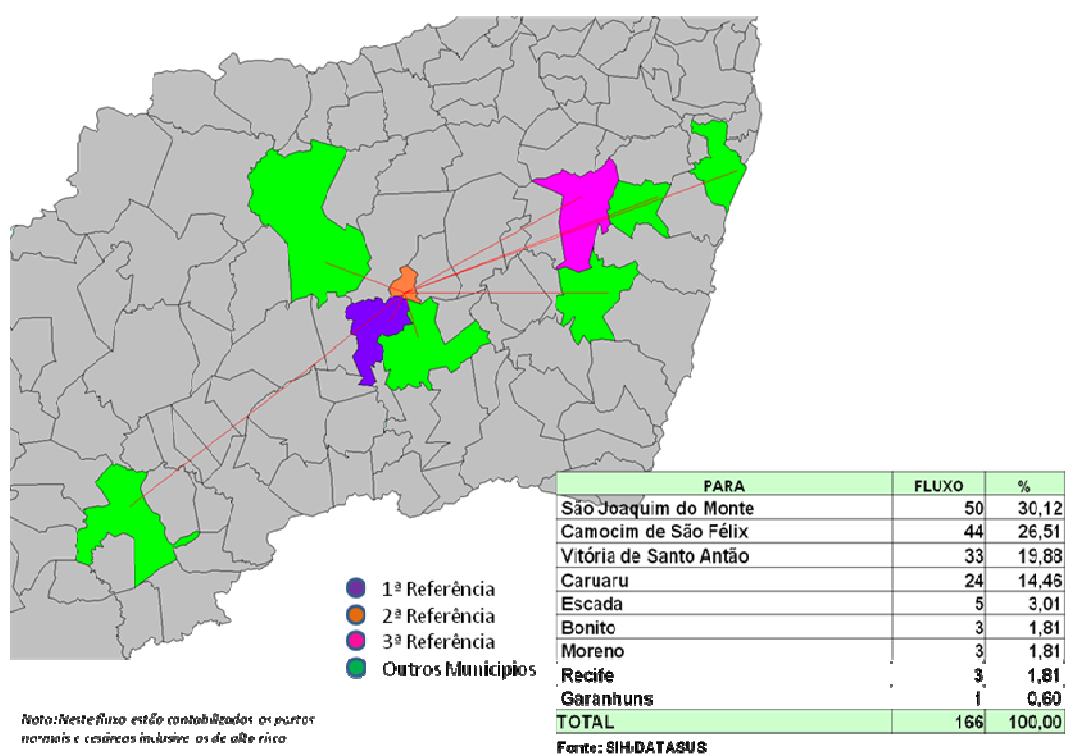 PARA FLUXO %
São Joaquim do Monte 50 30,12
Camocim de São Félix 44 26,51
Vitória de Santo Antão 33 19,88
Caruaru 24 14,46
Escada 5 3,01
Bonito 3 1,81
Moreno 3 1,81
Recife 3 1,81
Garanhuns 1 0,60
TOTAL 166 100,00
Fonte: SIH/DATASUS
1ª Referência
2ª Referência
3ª Referência
Outros Municipios
Nota: Neste fluxo estão contabilizados os partos
normais e cesáreos inclusive os de alto risco